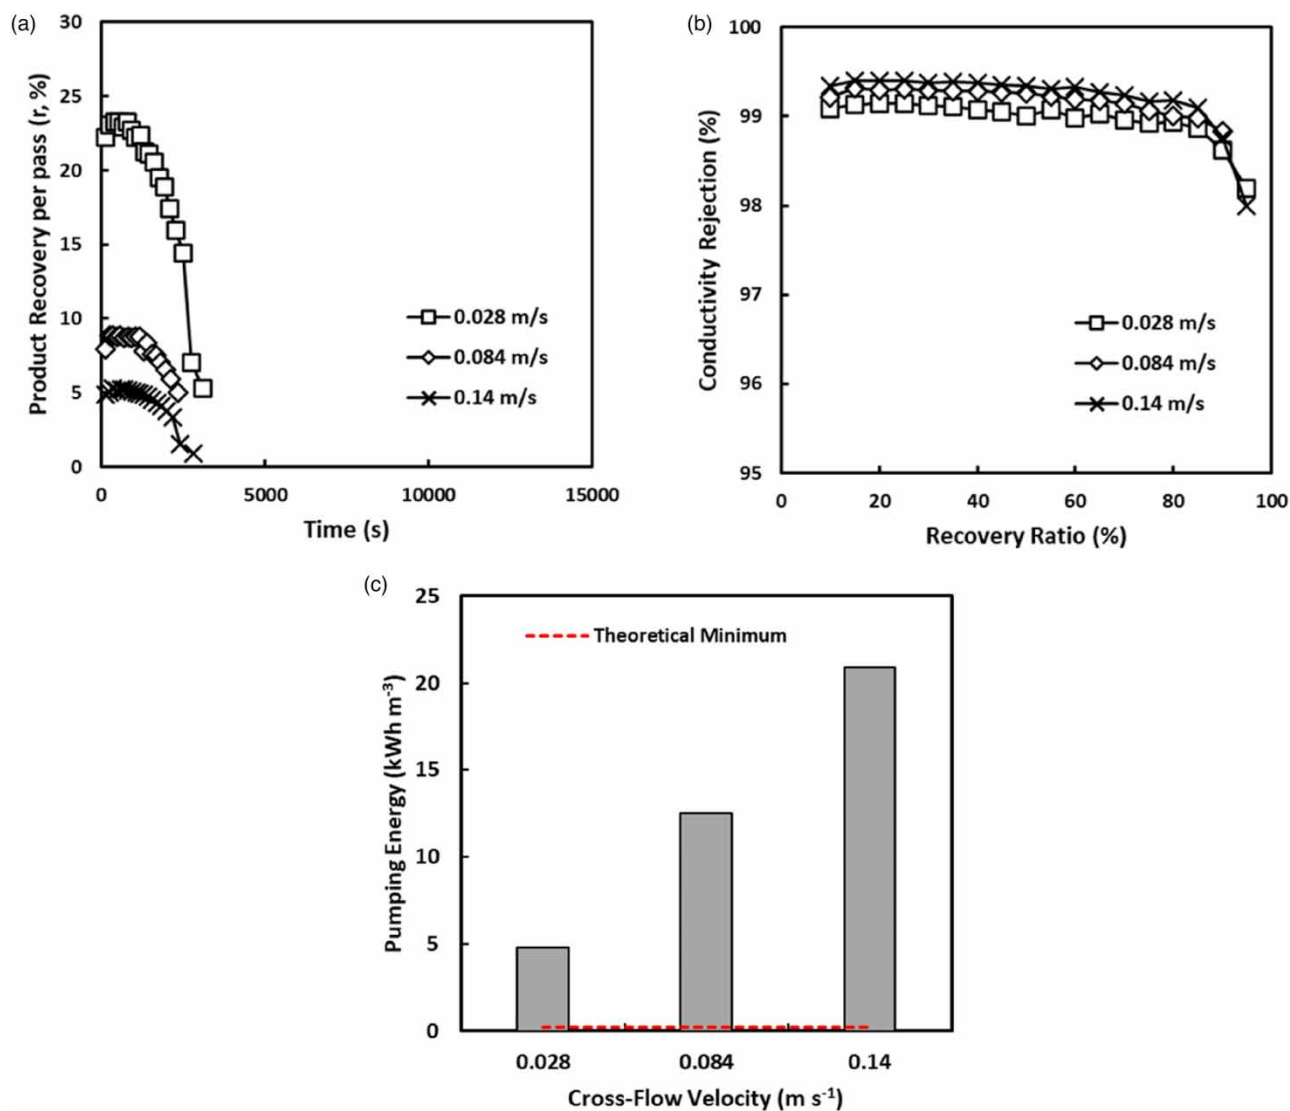 (a)
30
25
20
15
10
5
0
Product Recovery per pass (r, %)
0.028 m/s
0.084 m/s
0.14 m/s
0 5000 10000 15000
Time (s)
(b)
100
99
98
97
96
95
Conductivity Rejection (%)
0.028 m/s
0.084 m/s
0.14 m/s
0 20 40 60 80 100
Recovery Ratio (%)
(c)
25
20
15
10
5
0
Pumping Energy (kWh m⁻³)
Theoretical Minimum
0.028 0.084 0.14
Cross-Flow Velocity (m s⁻¹)